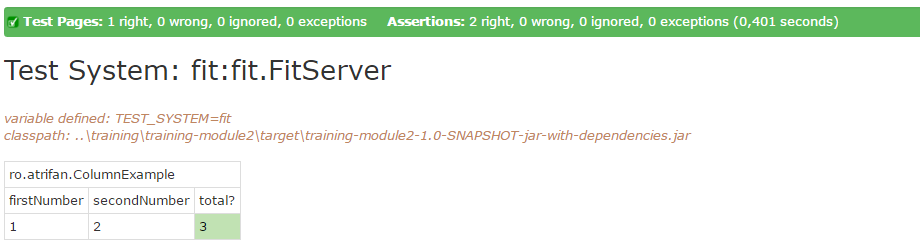 Test Pages: 1 right, 0 wrong, 0 ignored, 0 exceptions Assertions: 2 right, 0 wrong, 0 ignored, 0 exceptions (0,401 seconds)
Test System: fit:fit.FitServer
variable defined: TEST_SYSTEM=fit
classpath: ..\training\training-module2\target\training-module2-1.0-SNAPSHOT-jar-with-dependencies.jar
ro.atrifan.ColumnExample
firstNumber secondNumber total?
1 2 3